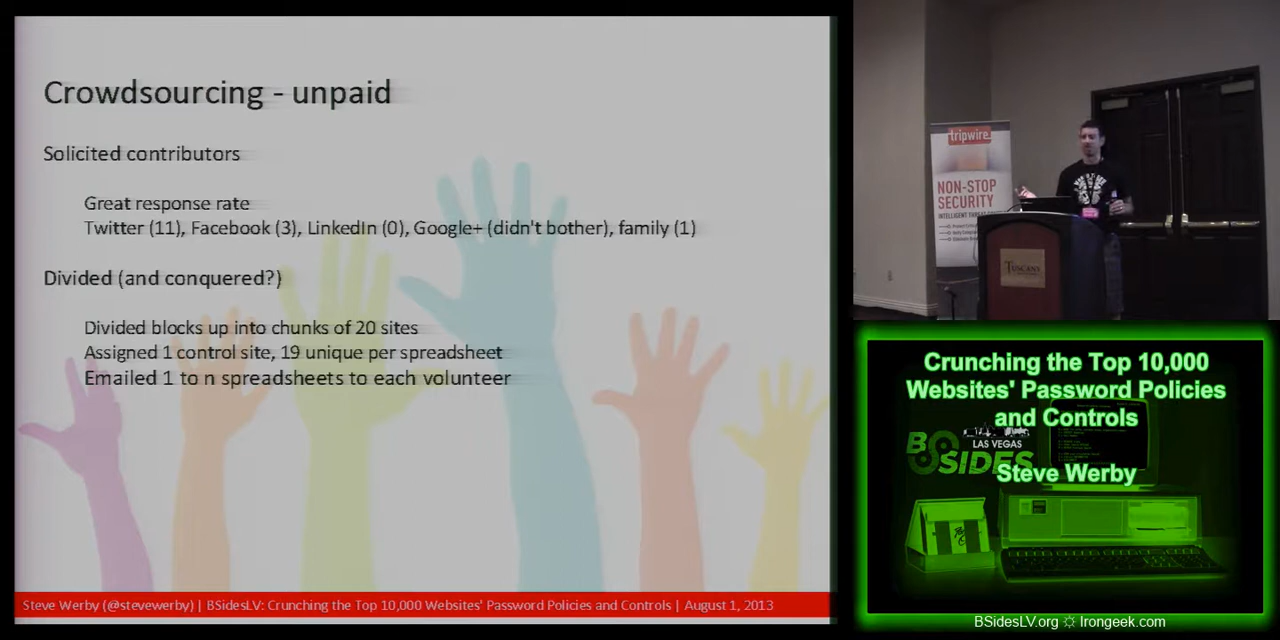 Crowdsourcing - unpaid
Solicited contributors
Great response rate
Twitter (11), Facebook (3), LinkedIn (0), Google+ (didn't bother), family (1)
Divided (and conquered?)
Divided blocks up into chunks of 20 sites
Assigned 1 control site, 19 unique per spreadsheet
Emailed 1 to n spreadsheets to each volunteer
Steve Werby (@stevewerby) | BSidesLV: Crunching the Top 10,000 Websites' Password Policies and Controls | August 1, 2013
tripwire
NON-STOP
SECURITY
TUSCANY
Crunching the Top 10,000
Websites' Password Policies
and Controls
LAS VEGAS
BSIDES
Steve Werby
BSidesLV.org ☼ Irongeek.com